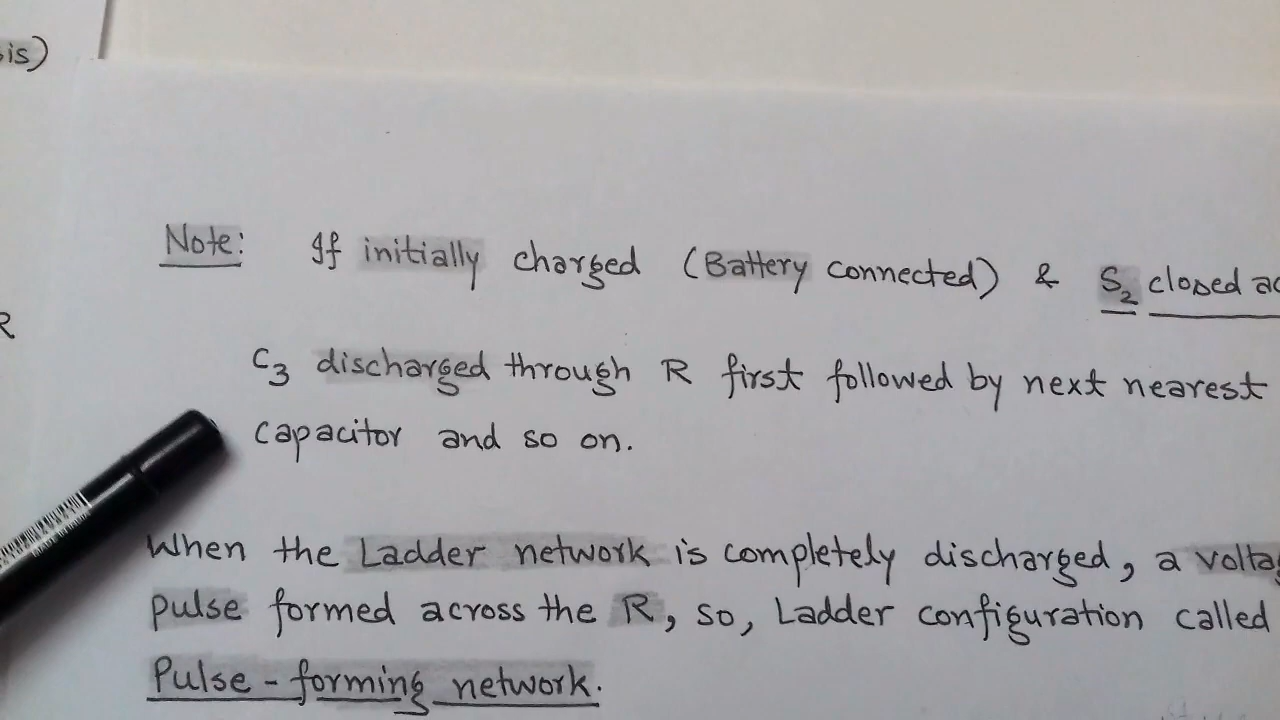 is)
Note: If initially charged (Battery connected) & S2 closed
R
C3 discharged through R first followed by next nearest
capacitor and so on.
When the Ladder network is completely discharged, a
pulse formed across the R, so, Ladder configuration called
Pulse-forming network.